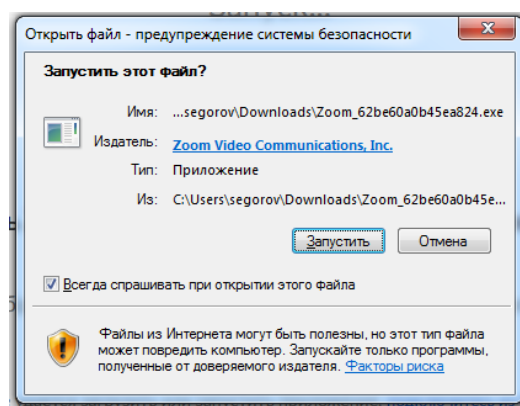 Открыть файл - предупреждение системы безопасности
Запустить этот файл?
Имя: ...segorov\Downloads\Zoom_62be60a0b45ea824.exe
Издатель: Zoom Video Communications, Inc.
Тип: Приложение
Из: C:\Users\segorov\Downloads\Zoom_62be60a0b45e...
Запустить Отмена
Всегда спрашивать при открытии этого файла
Файлы из Интернета могут быть полезны, но этот тип файла
может повредить компьютер. Запускайте только программы,
полученные от доверяемого издателя. Факторы риска